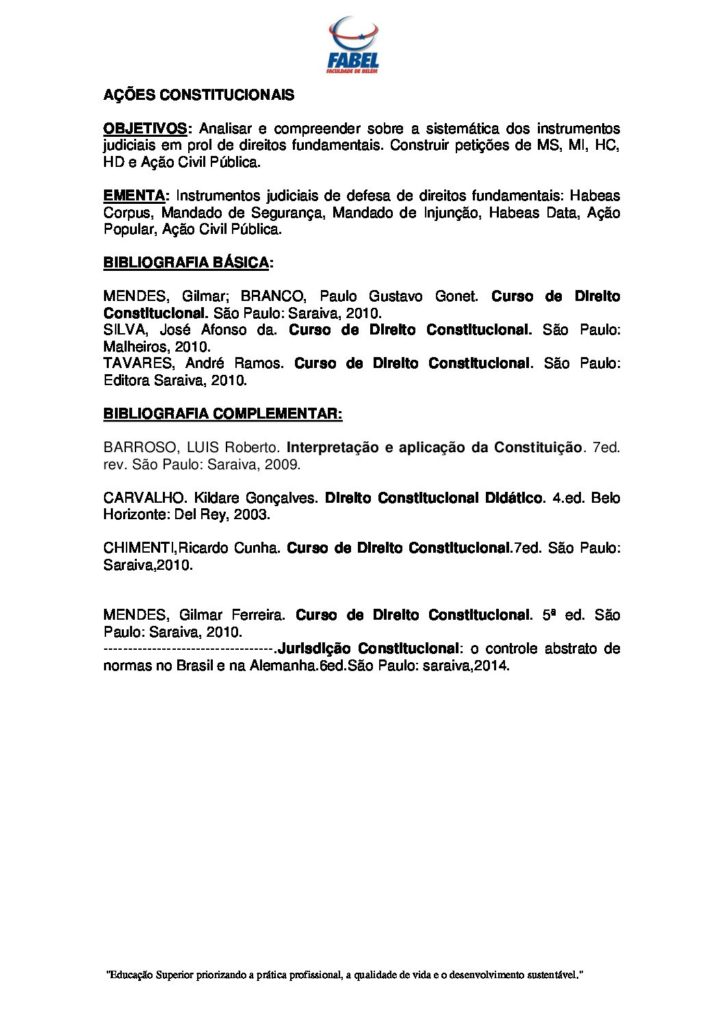 FABEL
FACULDADE DE BELÉM
AÇÕES CONSTITUCIONAIS
OBJETIVOS: Analisar e compreender sobre a sistemática dos instrumentos
judiciais em prol de direitos fundamentais. Construir petições de MS, MI, HC,
HD e Ação Civil Pública.
EMENTA: Instrumentos judiciais de defesa de direitos fundamentais: Habeas
Corpus, Mandado de Segurança, Mandado de Injunção, Habeas Data, Ação
Popular, Ação Civil Pública.
BIBLIOGRAFIA BÁSICA:
MENDES, Gilmar; BRANCO, Paulo Gustavo Gonet. Curso de Direito
Constitucional. São Paulo: Saraiva, 2010.
SILVA, José Afonso da. Curso de Direito Constitucional. São Paulo:
Malheiros, 2010.
TAVARES, André Ramos. Curso de Direito Constitucional. São Paulo:
Editora Saraiva, 2010.
BIBLIOGRAFIA COMPLEMENTAR:
BARROSO, LUIS Roberto. Interpretação e aplicação da Constituição. 7ed.
rev. São Paulo: Saraiva, 2009.
CARVALHO. Kildare Gonçalves. Direito Constitucional Didático. 4.ed. Belo
Horizonte: Del Rey, 2003.
CHIMENTI,Ricardo Cunha. Curso de Direito Constitucional.7ed. São Paulo:
Saraiva,2010.
MENDES, Gilmar Ferreira. Curso de Direito Constitucional. 5ª ed. São
Paulo: Saraiva, 2010.
-----------------------------------.Jurisdição Constitucional: o controle abstrato de
normas no Brasil e na Alemanha.6ed.São Paulo: saraiva,2014.
"Educação Superior priorizando a prática profissional, a qualidade de vida e o desenvolvimento sustentável."